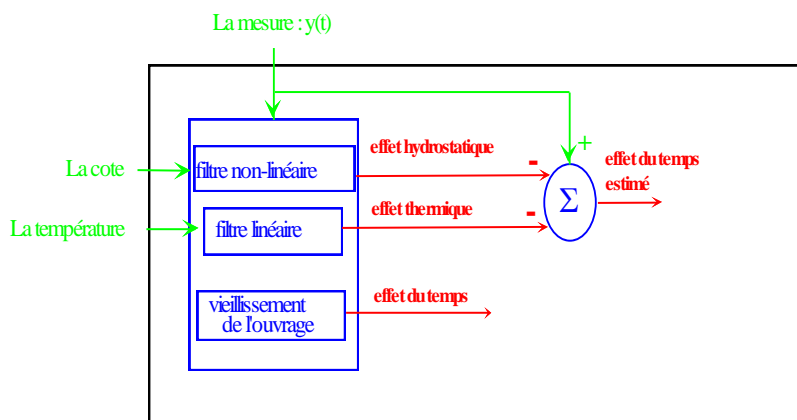 La mesure : y(t)
+
La cote
filtre non-linéaire
effet hydrostatique
-
Σ
effet du temps
estimé
La température
filtre linéaire
effet thermique
-
vieillissement
de l'ouvrage
effet du temps